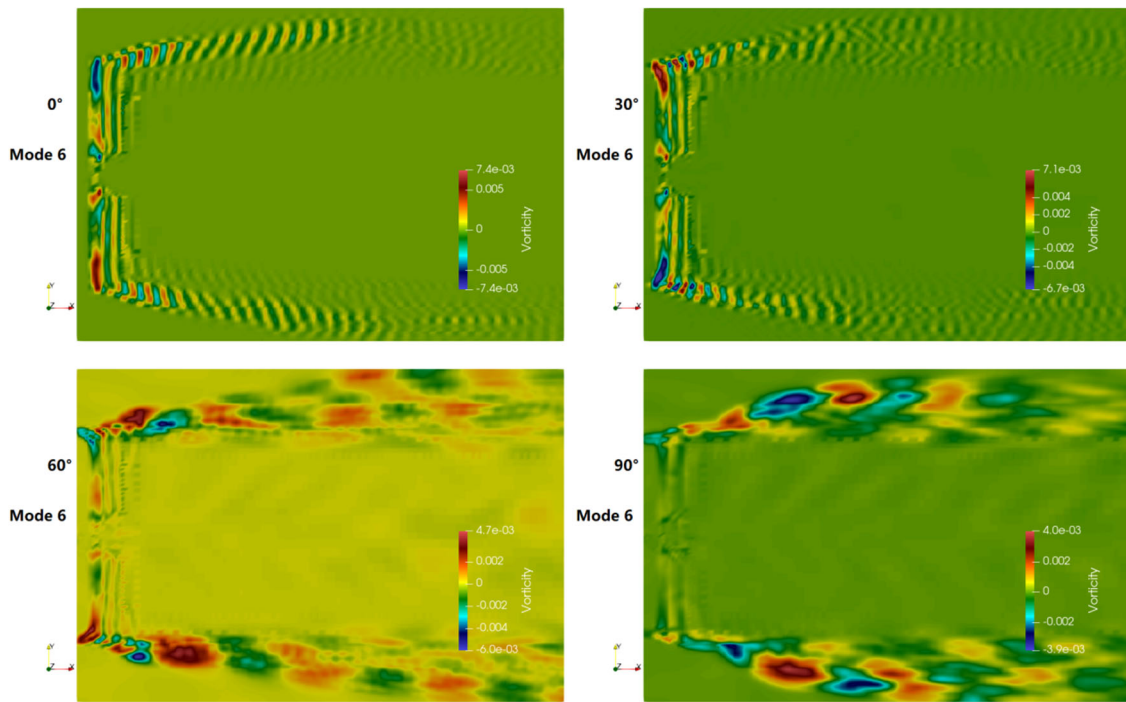 0°
Mode 6
7.4e-03
0.005
0
-0.005
-7.4e-03
Vorticity
Y
Z
X
30°
Mode 6
7.1e-03
0.004
0.002
0
-0.002
-0.004
-6.7e-03
Vorticity
Y
Z
X
60°
Mode 6
4.7e-03
0.002
0
-0.002
-0.004
-6.0e-03
Vorticity
Y
Z
X
90°
Mode 6
4.0e-03
0.002
0
-0.002
-3.9e-03
Vorticity
Y
Z
X